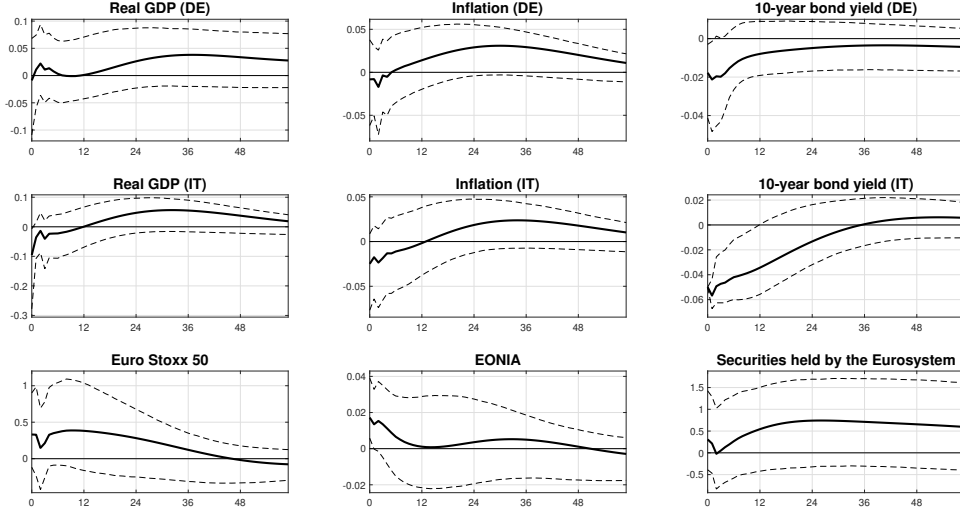 Real GDP (DE)
0.1
0.05
0
-0.05
-0.1
0 12 24 36 48
Inflation (DE)
0.05
0
-0.05
0 12 24 36 48
10-year bond yield (DE)
0
-0.02
-0.04
0 12 24 36 48
Real GDP (IT)
0.1
0
-0.1
-0.2
-0.3
0 12 24 36 48
Inflation (IT)
0.05
0
-0.05
0 12 24 36 48
10-year bond yield (IT)
0.02
0
-0.02
-0.04
-0.06
0 12 24 36 48
Euro Stoxx 50
1
0.5
0
0 12 24 36 48
EONIA
0.04
0.02
0
-0.02
0 12 24 36 48
Securities held by the Eurosystem
1.5
1
0.5
0
-0.5
0 12 24 36 48